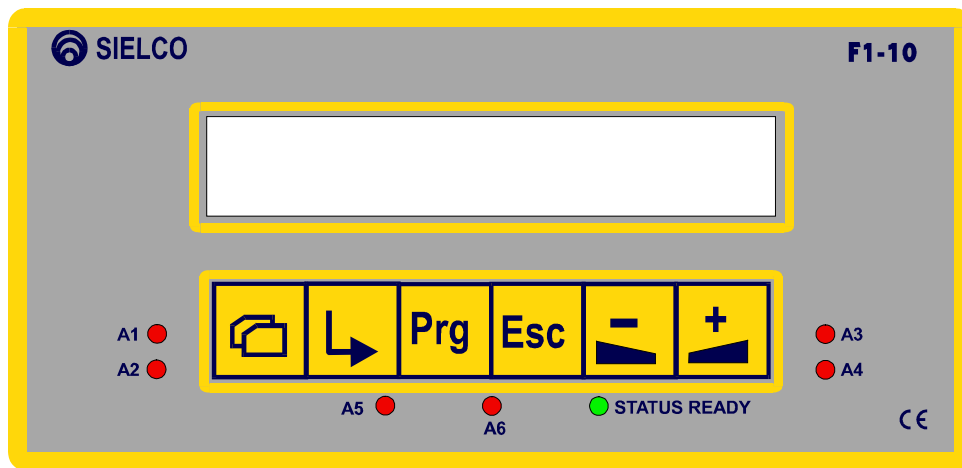 SIELCO
F1-10
Prg Esc - +
A1
A2
A3
A4
A5
A6
STATUS READY
CE